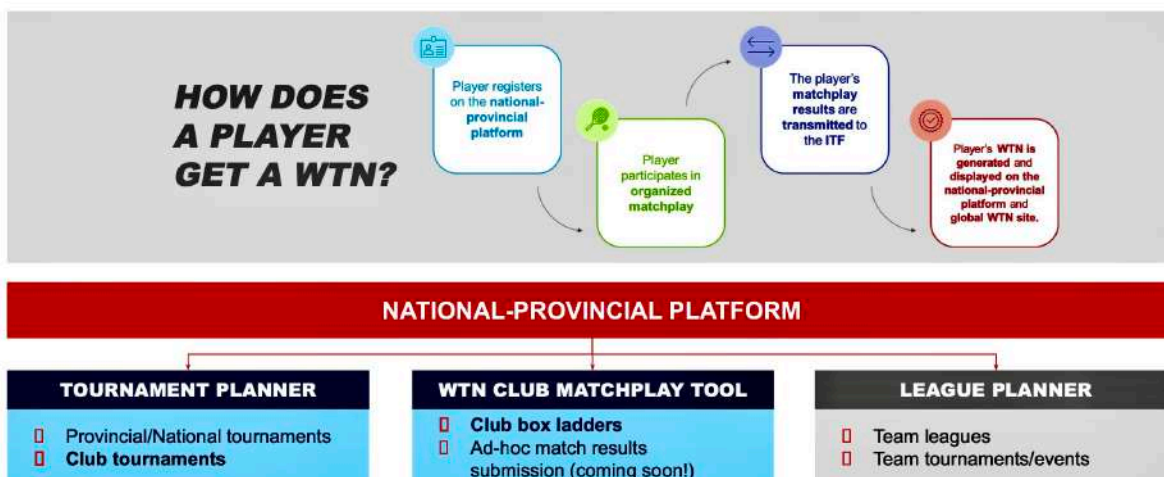 HOW DOES
A PLAYER
GET A WTN?
Player registers
on the national-
provincial
platform
Player
participates in
organized
matchplay
The player's
matchplay
results are
transmitted to
the ITF
Player's WTN is
generated and
displayed on the
national-provincial
platform and
global WTN site.
NATIONAL-PROVINCIAL PLATFORM
TOURNAMENT PLANNER
Provincial/National tournaments
Club tournaments
WTN CLUB MATCHPLAY TOOL
Club box ladders
Ad-hoc match results
submission (coming soon!)
LEAGUE PLANNER
Team leagues
Team tournaments/events